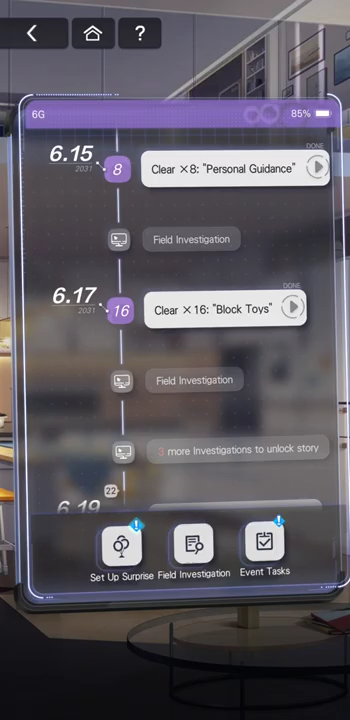 ?
6G
85%
6.15
2031
8
DONE
Clear ×8: "Personal Guidance"
Field Investigation
6.17
2031
16
DONE
Clear ×16: "Block Toys"
Field Investigation
3 more Investigations to unlock story
22
6.19
Set Up Surprise
Field Investigation
Event Tasks